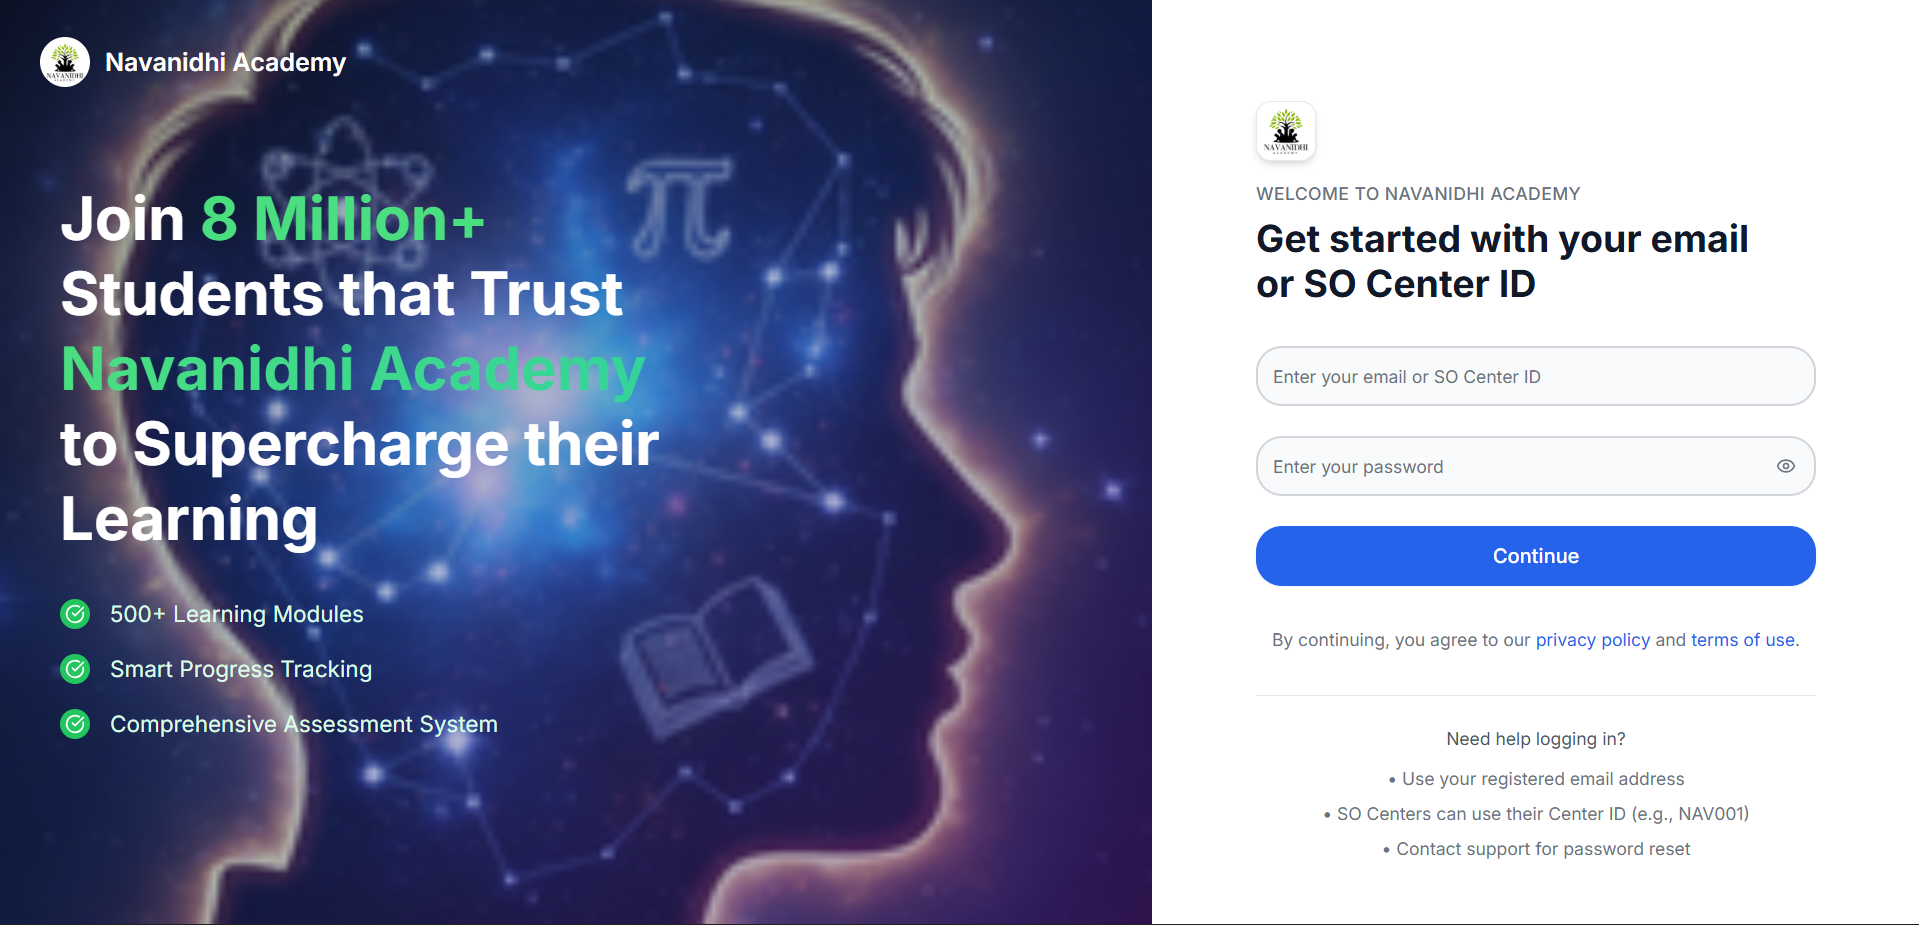 NAVANIDHI
ACADEMY
Navanidhi Academy
Join 8 Million+
Students that Trust
Navanidhi Academy
to Supercharge their
Learning
500+ Learning Modules
Smart Progress Tracking
Comprehensive Assessment System
π
NAVANIDHI
ACADEMY
WELCOME TO NAVANIDHI ACADEMY
Get started with your email
or SO Center ID
Enter your email or SO Center ID
Enter your password
Continue
By continuing, you agree to our privacy policy and terms of use.
Need help logging in?
• Use your registered email address
• SO Centers can use their Center ID (e.g., NAV001)
• Contact support for password reset